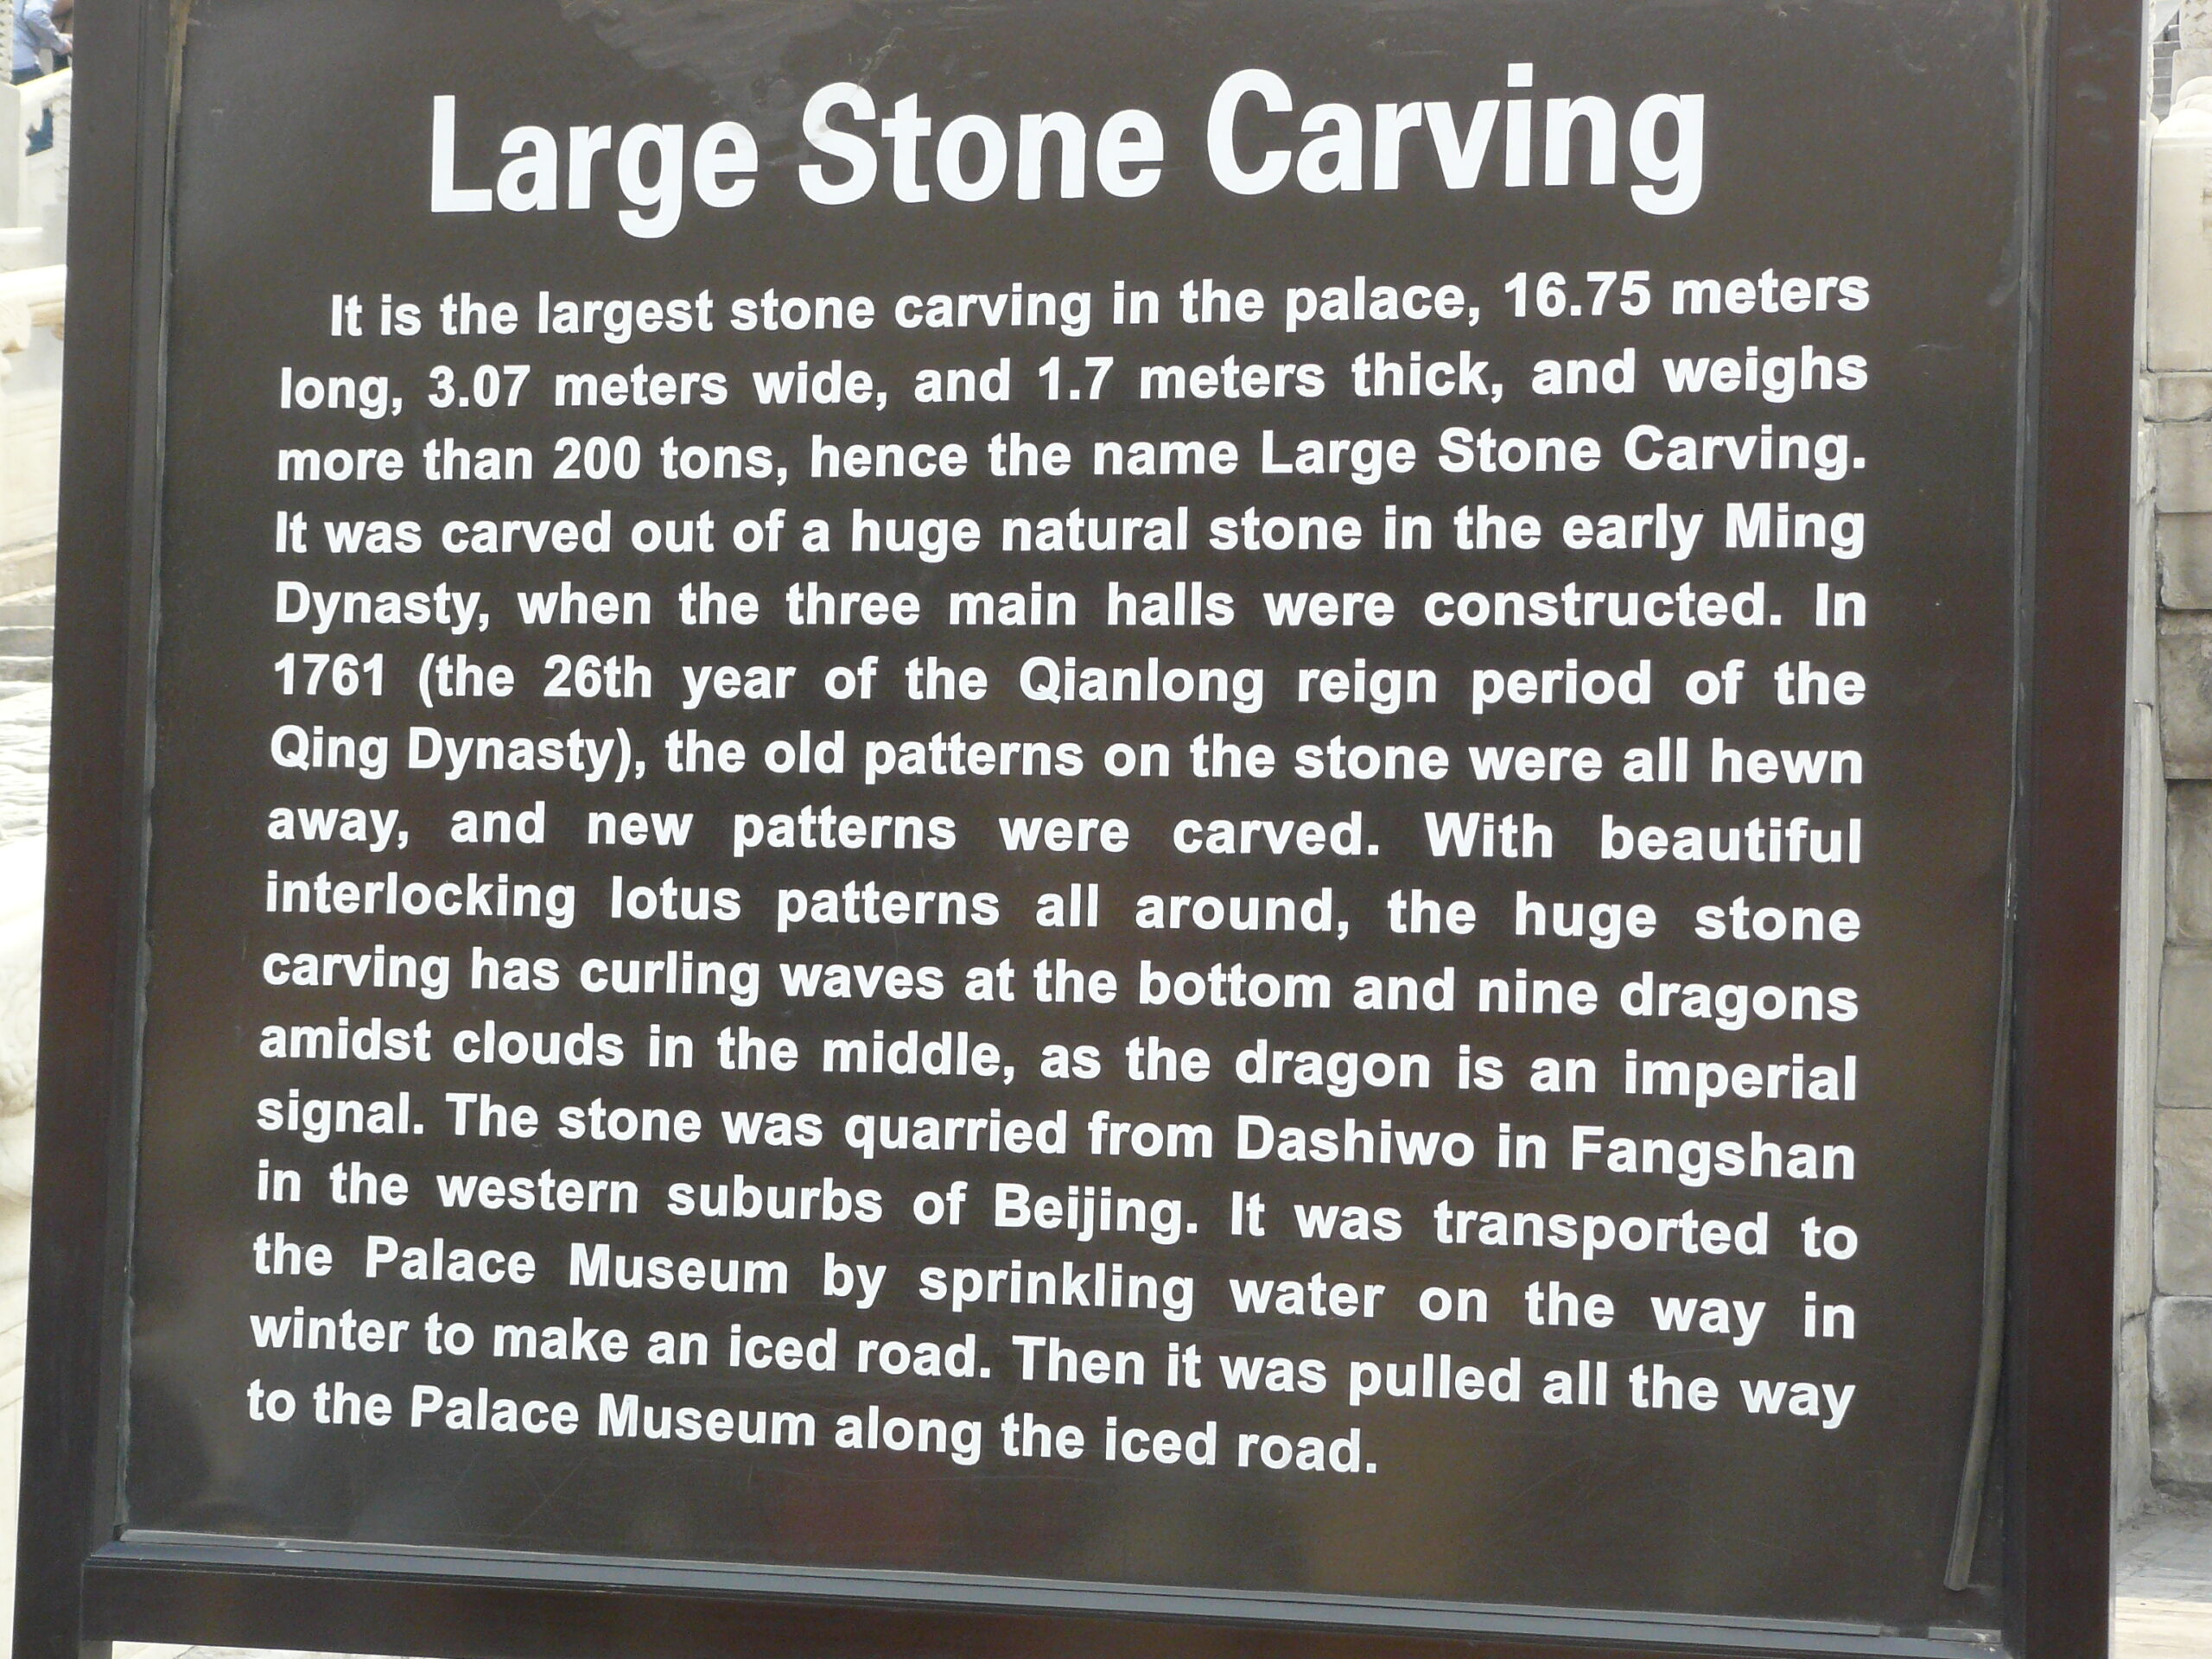 Large Stone Carving
It is the largest stone carving in the palace, 16.75 meters
long, 3.07 meters wide, and 1.7 meters thick, and weighs
more than 200 tons, hence the name Large Stone Carving.
It was carved out of a huge natural stone in the early Ming
Dynasty, when the three main halls were constructed. In
1761 (the 26th year of the Qianlong reign period of the
Qing Dynasty), the old patterns on the stone were all hewn
away, and new patterns were carved. With beautiful
interlocking lotus patterns all around, the huge stone
carving has curling waves at the bottom and nine dragons
amidst clouds in the middle, as the dragon is an imperial
signal. The stone was quarried from Dashiwo in Fangshan
in the western suburbs of Beijing. It was transported to
the Palace Museum by sprinkling water on the way in
winter to make an iced road. Then it was pulled all the way
to the Palace Museum along the iced road.